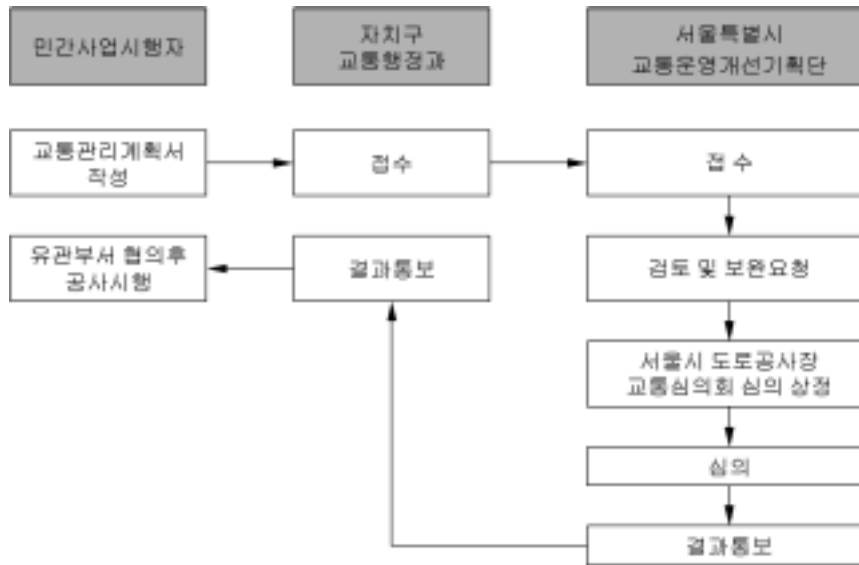 민간사업시행자
자치구
교통행정과
서울특별시
교통운영개선기획단
교통관리계획서
작성
접수
접 수
유관부서 협의후
공사시행
결과통보
검토 및 보완요청
서울시 도로공사장
교통심의회 심의 상정
심의
결과통보